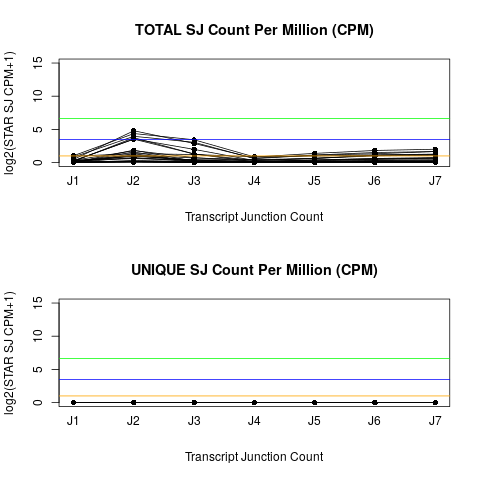 TOTAL SJ Count Per Million (CPM)
log2(STAR SJ CPM+1)
15
10
5
0
J1 J2 J3 J4 J5 J6 J7
Transcript Junction Count
UNIQUE SJ Count Per Million (CPM)
log2(STAR SJ CPM+1)
15
10
5
0
J1 J2 J3 J4 J5 J6 J7
Transcript Junction Count